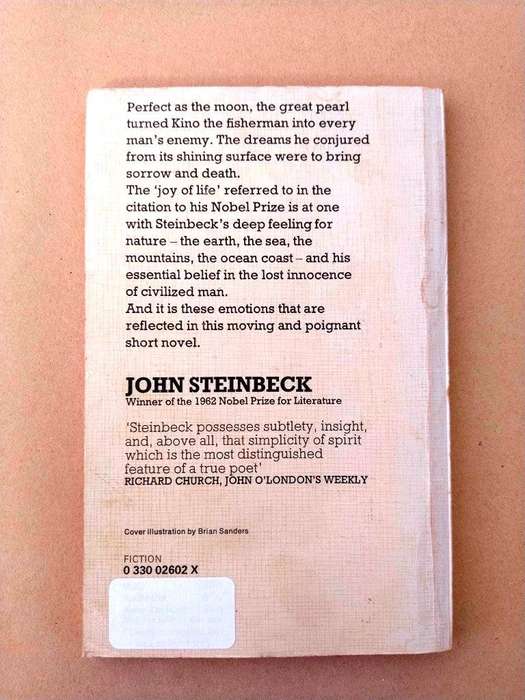 Perfect as the moon, the great pearl
turned Kino the fisherman into every
man's enemy. The dreams he conjured
from its shining surface were to bring
sorrow and death.
The 'joy of life' referred to in the
citation to his Nobel Prize is at one
with Steinbeck's deep feeling for
nature – the earth, the sea, the
mountains, the ocean coast – and his
essential belief in the lost innocence
of civilized man.
And it is these emotions that are
reflected in this moving and poignant
short novel.
JOHN STEINBECK
Winner of the 1962 Nobel Prize for Literature
'Steinbeck possesses subtlety, insight,
and, above all, that simplicity of spirit
which is the most distinguished
feature of a true poet'
RICHARD CHURCH, JOHN O'LONDON'S WEEKLY
Cover illustration by Brian Sanders
FICTION
0 330 02602 X